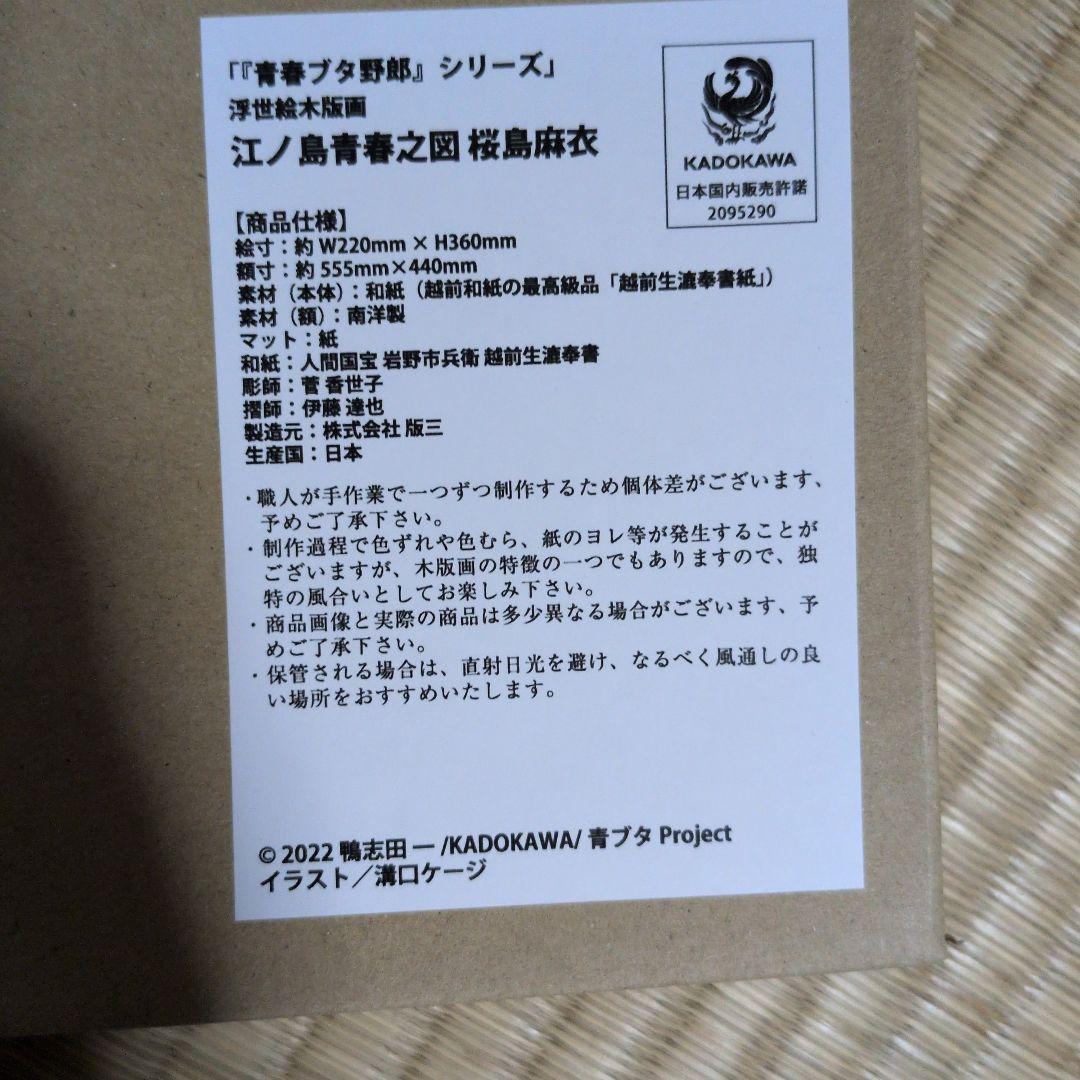 「『青春ブタ野郎』シリーズ」
浮世絵木版画
江ノ島青春之図 桜島麻衣
KADOKAWA
日本国内販売許諾
2095290
【商品仕様】
絵寸：約 W220mm × H360mm
額寸：約 555mm×440mm
素材（本体）：和紙（越前和紙の最高級品「越前生漉奉書紙」）
素材（額）：南洋製
マット：紙
和紙：人間国宝 岩野市兵衛 越前生漉奉書
彫師：菅 香世子
摺師：伊藤 達也
製造元：株式会社 版三
生産国：日本
・職人が手作業で一つずつ制作するため個体差がございます、
予めご了承下さい。
・制作過程で色ずれや色むら、紙のヨレ等が発生することが
ございますが、木版画の特徴の一つでもありますので、独
特の風合いとしてお楽しみ下さい。
・商品画像と実際の商品は多少異なる場合がございます、予
めご了承下さい。
・保管される場合は、直射日光を避け、なるべく風通しの良
い場所をおすすめいたします。
© 2022 鴨志田 一 /KADOKAWA/ 青ブタ Project
イラスト／溝口ケージ